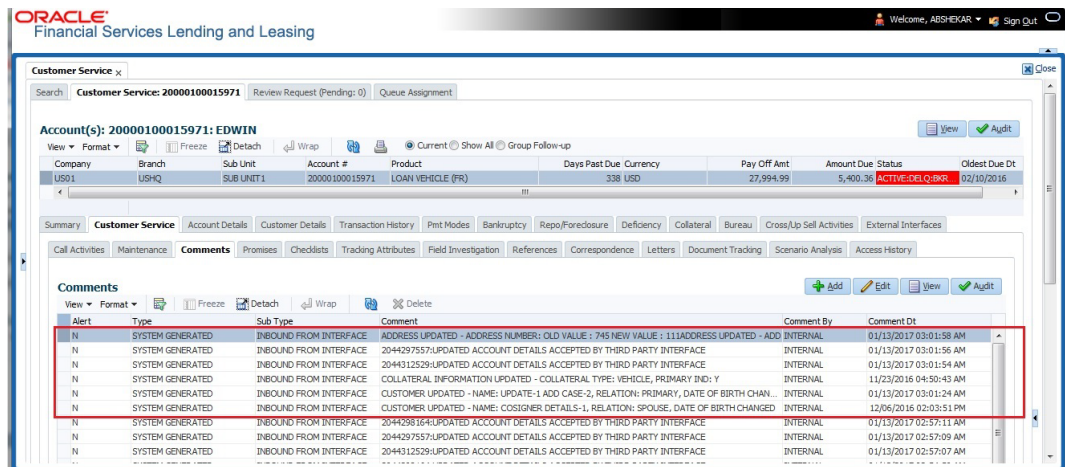 ORACLE®
Welcome, ABSHEKAR Sign Out
Financial Services Lending and Leasing
Close
Customer Service x
Search Customer Service: 20000100015971 Review Request (Pending: 0) Queue Assignment
Account(s): 20000100015971: EDWIN View Audit
View Format Freeze Detach Wrap Current Show All Group Follow-up
Company Branch Sub Unit Account # Product Days Past Due Currency Pay Off Amt Amount Due Status Oldest Due Dt
US01 USHQ SUB UNIT1 20000100015971 LOAN VEHICLE (FR) 338 USD 27,994.99 5,400.36 ACTIVE:DELQ:BKR... 02/10/2016
Summary Customer Service Account Details Customer Details Transaction History Pmt Modes Bankruptcy Repo/Foreclosure Deficiency Collateral Bureau Cross/Up Sell Activities External Interfaces
Call Activities Maintenance Comments Promises Checklists Tracking Attributes Field Investigation References Correspondence Letters Document Tracking Scenario Analysis Access History
Comments Add Edit View Audit
View Format Freeze Detach Wrap Delete
Alert Type Sub Type Comment Comment By Comment Dt
N SYSTEM GENERATED INBOUND FROM INTERFACE ADDRESS UPDATED - ADDRESS NUMBER: OLD VALUE : 745 NEW VALUE : 111ADDRESS UPDATED - ADD INTERNAL 01/13/2017 03:01:58 AM
N SYSTEM GENERATED INBOUND FROM INTERFACE 2044297557:UPDATED ACCOUNT DETAILS ACCEPTED BY THIRD PARTY INTERFACE INTERNAL 01/13/2017 03:01:56 AM
N SYSTEM GENERATED INBOUND FROM INTERFACE 2044312529:UPDATED ACCOUNT DETAILS ACCEPTED BY THIRD PARTY INTERFACE INTERNAL 01/13/2017 03:01:54 AM
N SYSTEM GENERATED INBOUND FROM INTERFACE COLLATERAL INFORMATION UPDATED - COLLATERAL TYPE: VEHICLE, PRIMARY IND: Y INTERNAL 11/23/2016 04:50:43 AM
N SYSTEM GENERATED INBOUND FROM INTERFACE CUSTOMER UPDATED - NAME: UPDATE-1 ADD CASE-2, RELATION: PRIMARY, DATE OF BIRTH CHAN... INTERNAL 01/13/2017 03:01:24 AM
N SYSTEM GENERATED INBOUND FROM INTERFACE CUSTOMER UPDATED - NAME: COSIGNER DETAILS-1, RELATION: SPOUSE, DATE OF BIRTH CHANGED INTERNAL 12/06/2016 02:03:51 PM
N SYSTEM GENERATED INBOUND FROM INTERFACE 2044298164:UPDATED ACCOUNT DETAILS ACCEPTED BY THIRD PARTY INTERFACE INTERNAL 01/13/2017 02:57:11 AM
N SYSTEM GENERATED INBOUND FROM INTERFACE 2044297557:UPDATED ACCOUNT DETAILS ACCEPTED BY THIRD PARTY INTERFACE INTERNAL 01/13/2017 02:57:09 AM
N SYSTEM GENERATED INBOUND FROM INTERFACE 2044312529:UPDATED ACCOUNT DETAILS ACCEPTED BY THIRD PARTY INTERFACE INTERNAL 01/13/2017 02:57:07 AM